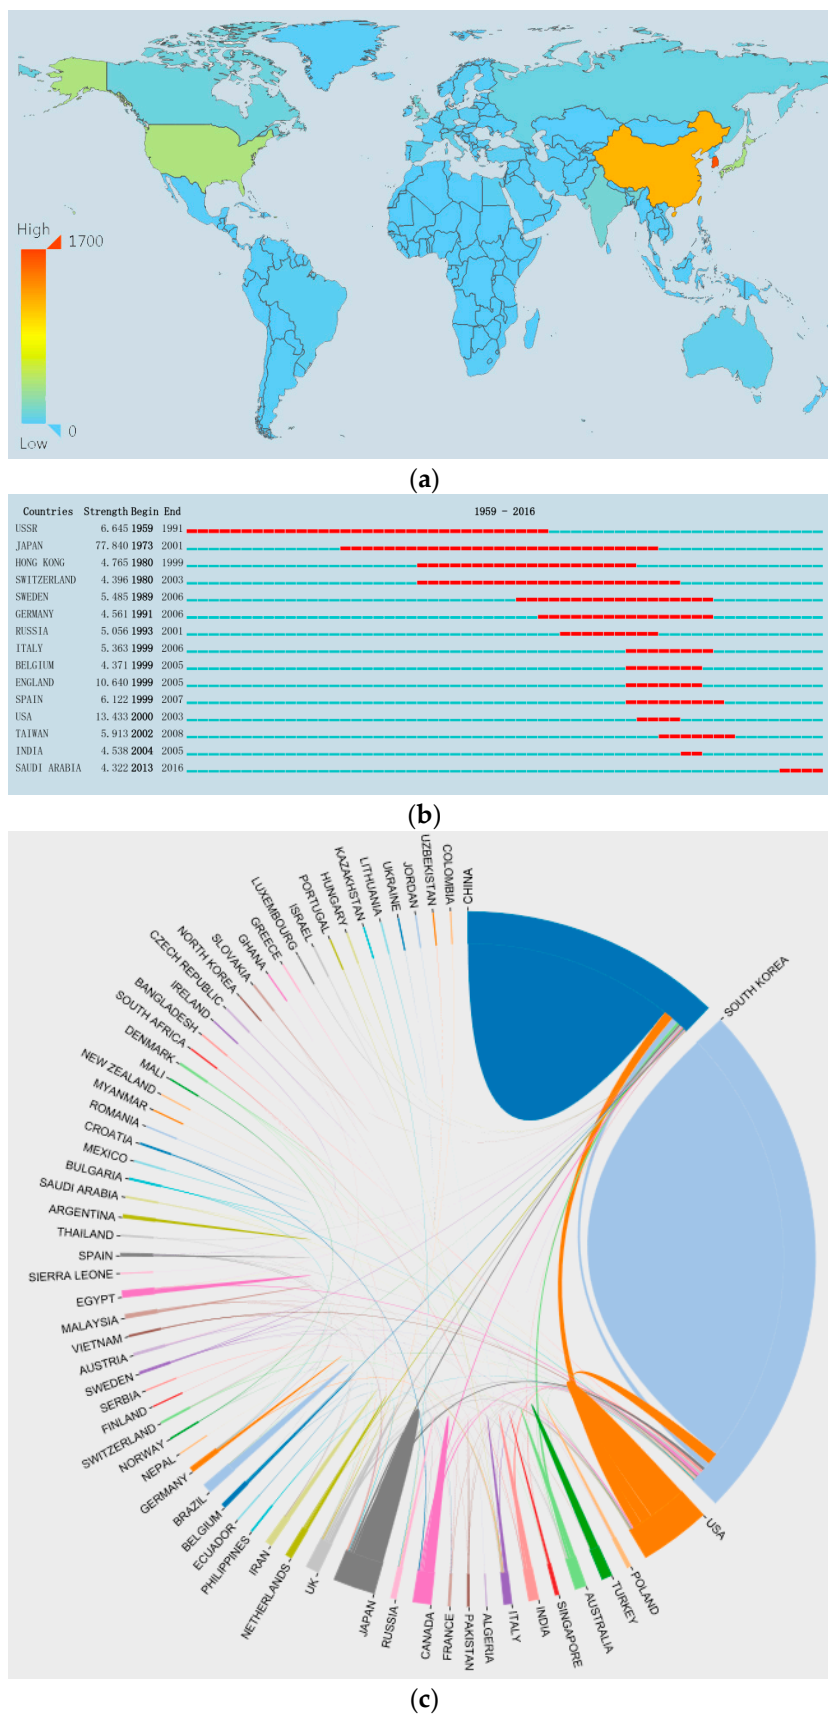 High
1700
0
Low
(a)
Countries Strength Begin End 1959 - 2016
USSR 6.645 1959 1991
JAPAN 77.840 1973 2001
HONG KONG 4.765 1980 1999
SWITZERLAND 4.396 1980 2003
SWEDEN 5.485 1989 2006
GERMANY 4.561 1991 2006
RUSSIA 5.056 1993 2001
ITALY 5.363 1999 2006
BELGIUM 4.371 1999 2005
ENGLAND 10.640 1999 2005
SPAIN 6.122 1999 2007
USA 13.433 2000 2003
TAIWAN 5.913 2002 2008
INDIA 4.538 2004 2005
SAUDI ARABIA 4.322 2013 2016
(b)
CHINA
SOUTH KOREA
USA
POLAND
TURKEY
AUSTRALIA
SINGAPORE
INDIA
ITALY
ALGERIA
PAKISTAN
FRANCE
CANADA
RUSSIA
JAPAN
UK
NETHERLANDS
IRAN
PHILIPPINES
ECUADOR
BELGIUM
BRAZIL
GERMANY
NEPAL
NORWAY
SWITZERLAND
FINLAND
SERBIA
SWEDEN
AUSTRIA
VIETNAM
MALAYSIA
EGYPT
SIERRA LEONE
SPAIN
THAILAND
ARGENTINA
SAUDI ARABIA
BULGARIA
MEXICO
CROATIA
ROMANIA
MYANMAR
NEW ZEALAND
MALI
DENMARK
SOUTH AFRICA
BANGLADESH
IRELAND
CZECH REPUBLIC
NORTH KOREA
SLOVAKIA
GHANA
GREECE
LUXEMBOURG
ISRAEL
PORTUGAL
HUNGARY
KAZAKHSTAN
LITHUANIA
UKRAINE
JORDAN
UZBEKISTAN
COLOMBIA
(c)